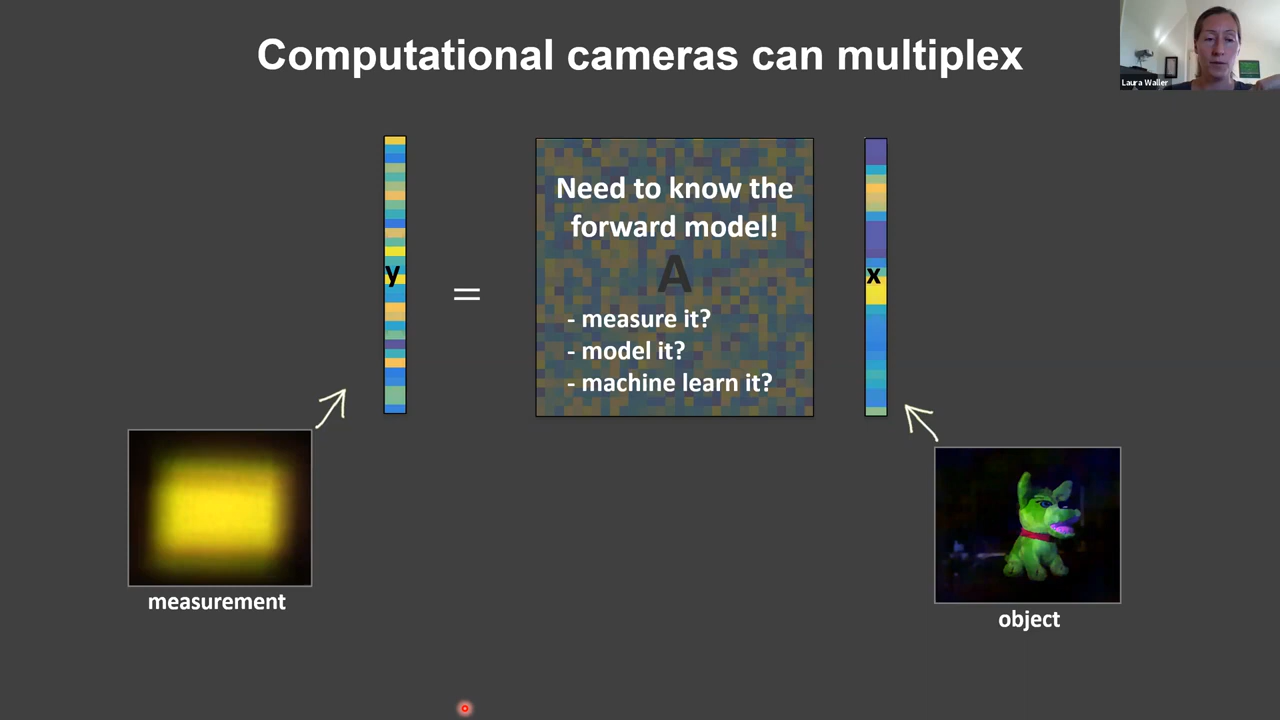 Computational cameras can multiplex
Laura Waller
y
=
Need to know the
forward model!
A
- measure it?
- model it?
- machine learn it?
x
measurement
object